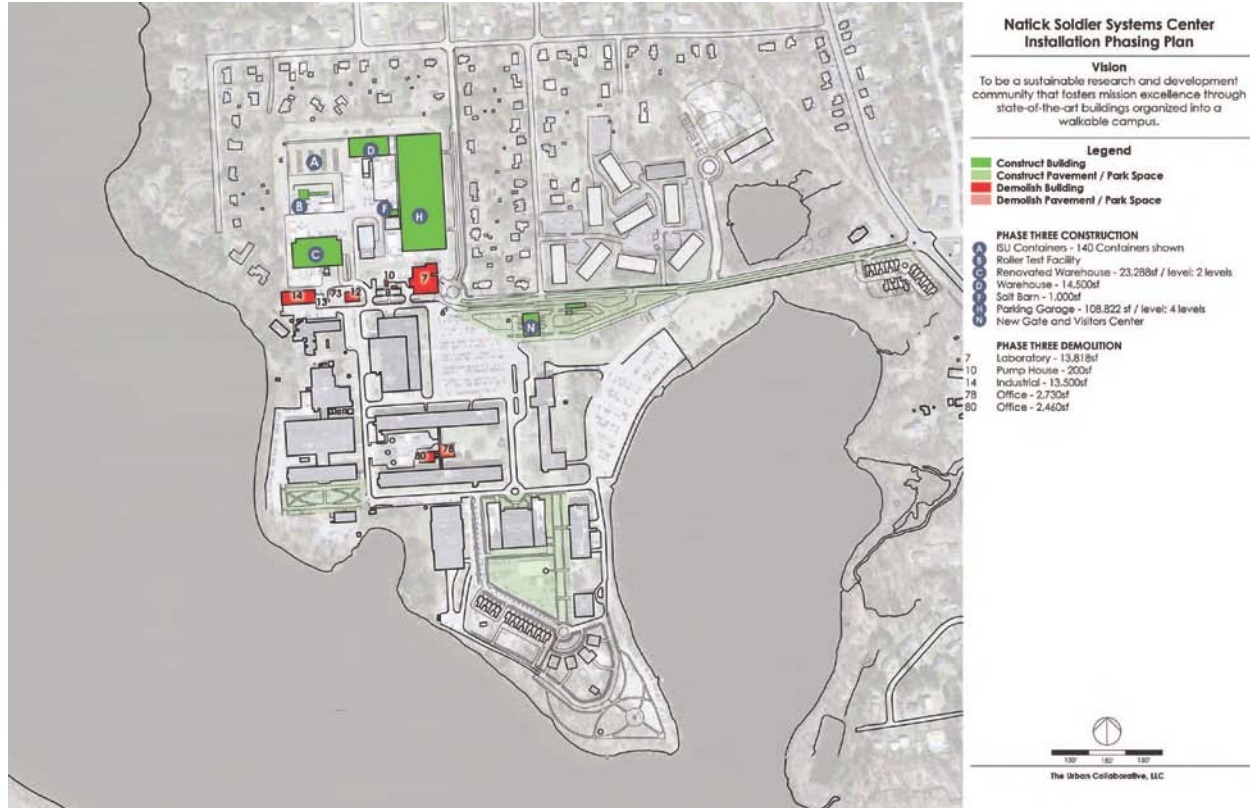 Natick Soldier Systems Center
Installation Phasing Plan
Vision
To be a sustainable research and development
community that fosters mission excellence through
state-of-the-art buildings organized into a
walkable campus.
Legend
Construct Building
Construct Pavement / Park Space
Demolish Building
Demolish Pavement / Park Space
PHASE THREE CONSTRUCTION
A ISU Containers - 140 Containers shown
B Roller Test Facility
C Renovated Warehouse - 23,288sf / level; 2 levels
D Warehouse - 14,500sf
F Salt Barn - 1,000sf
H Parking Garage - 108,822 sf / level; 4 levels
N New Gate and Visitors Center
PHASE THREE DEMOLITION
7 Laboratory - 13,818sf
10 Pump House - 200sf
14 Industrial - 13,500sf
78 Office - 2,730sf
80 Office - 2,460sf
The Urban Collaborative, LLC
A
D
B
F
H
C
10
7
14
13
73
12
N
80
78